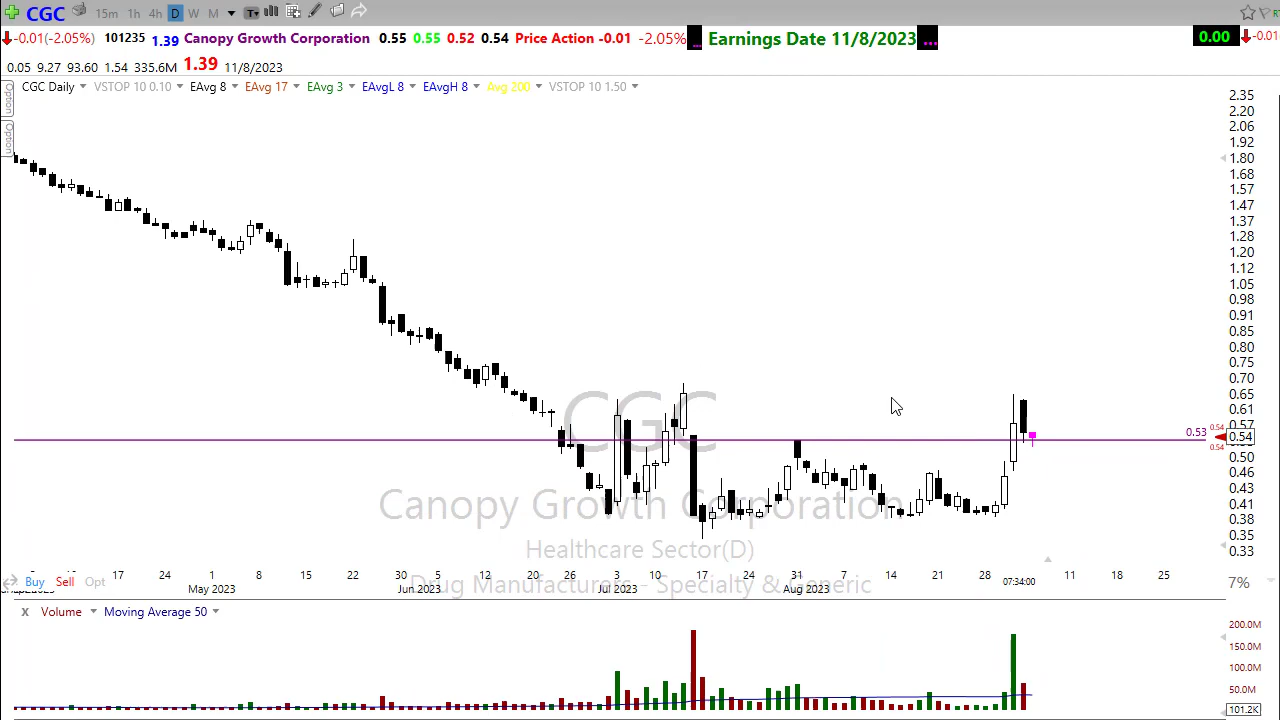 CGC 15m 1h 4h D W M T
-0.01(-2.05%) 101235 1.39 Canopy Growth Corporation 0.55 0.55 0.52 0.54 Price Action -0.01 -2.05% ... Earnings Date 11/8/2023 ... 0.00 -0.01
0.05 9.27 93.60 1.54 335.6M 1.39 11/8/2023
CGC Daily VSTOP 10 0.10 EAvg 8 EAvg 17 EAvg 3 EAvgL 8 EAvgH 8 Avg 200 VSTOP 10 1.50
Option
Option
2.35
2.20
2.06
1.92
1.80
1.68
1.57
1.47
1.37
1.28
1.20
1.12
1.05
0.98
0.91
0.85
0.80
0.75
0.70
0.65
0.61
0.57
0.53 0.54
0.54
0.54
0.50
0.46
0.43
0.41
0.38
0.35
0.33
CGC
Canopy Growth Corporation
Healthcare Sector(D)
Drug Manufacturers - Specialty & Generic
17 24 1 8 15 22 30 5 12 20 26 3 10 17 24 31 7 14 21 28 11 18 25
Buy Sell Opt 07:34:00 7%
May 2023 Jun 2023 Jul 2023 Aug 2023
x Volume Moving Average 50
200.0M
150.0M
100.0M
50.0M
101.2K